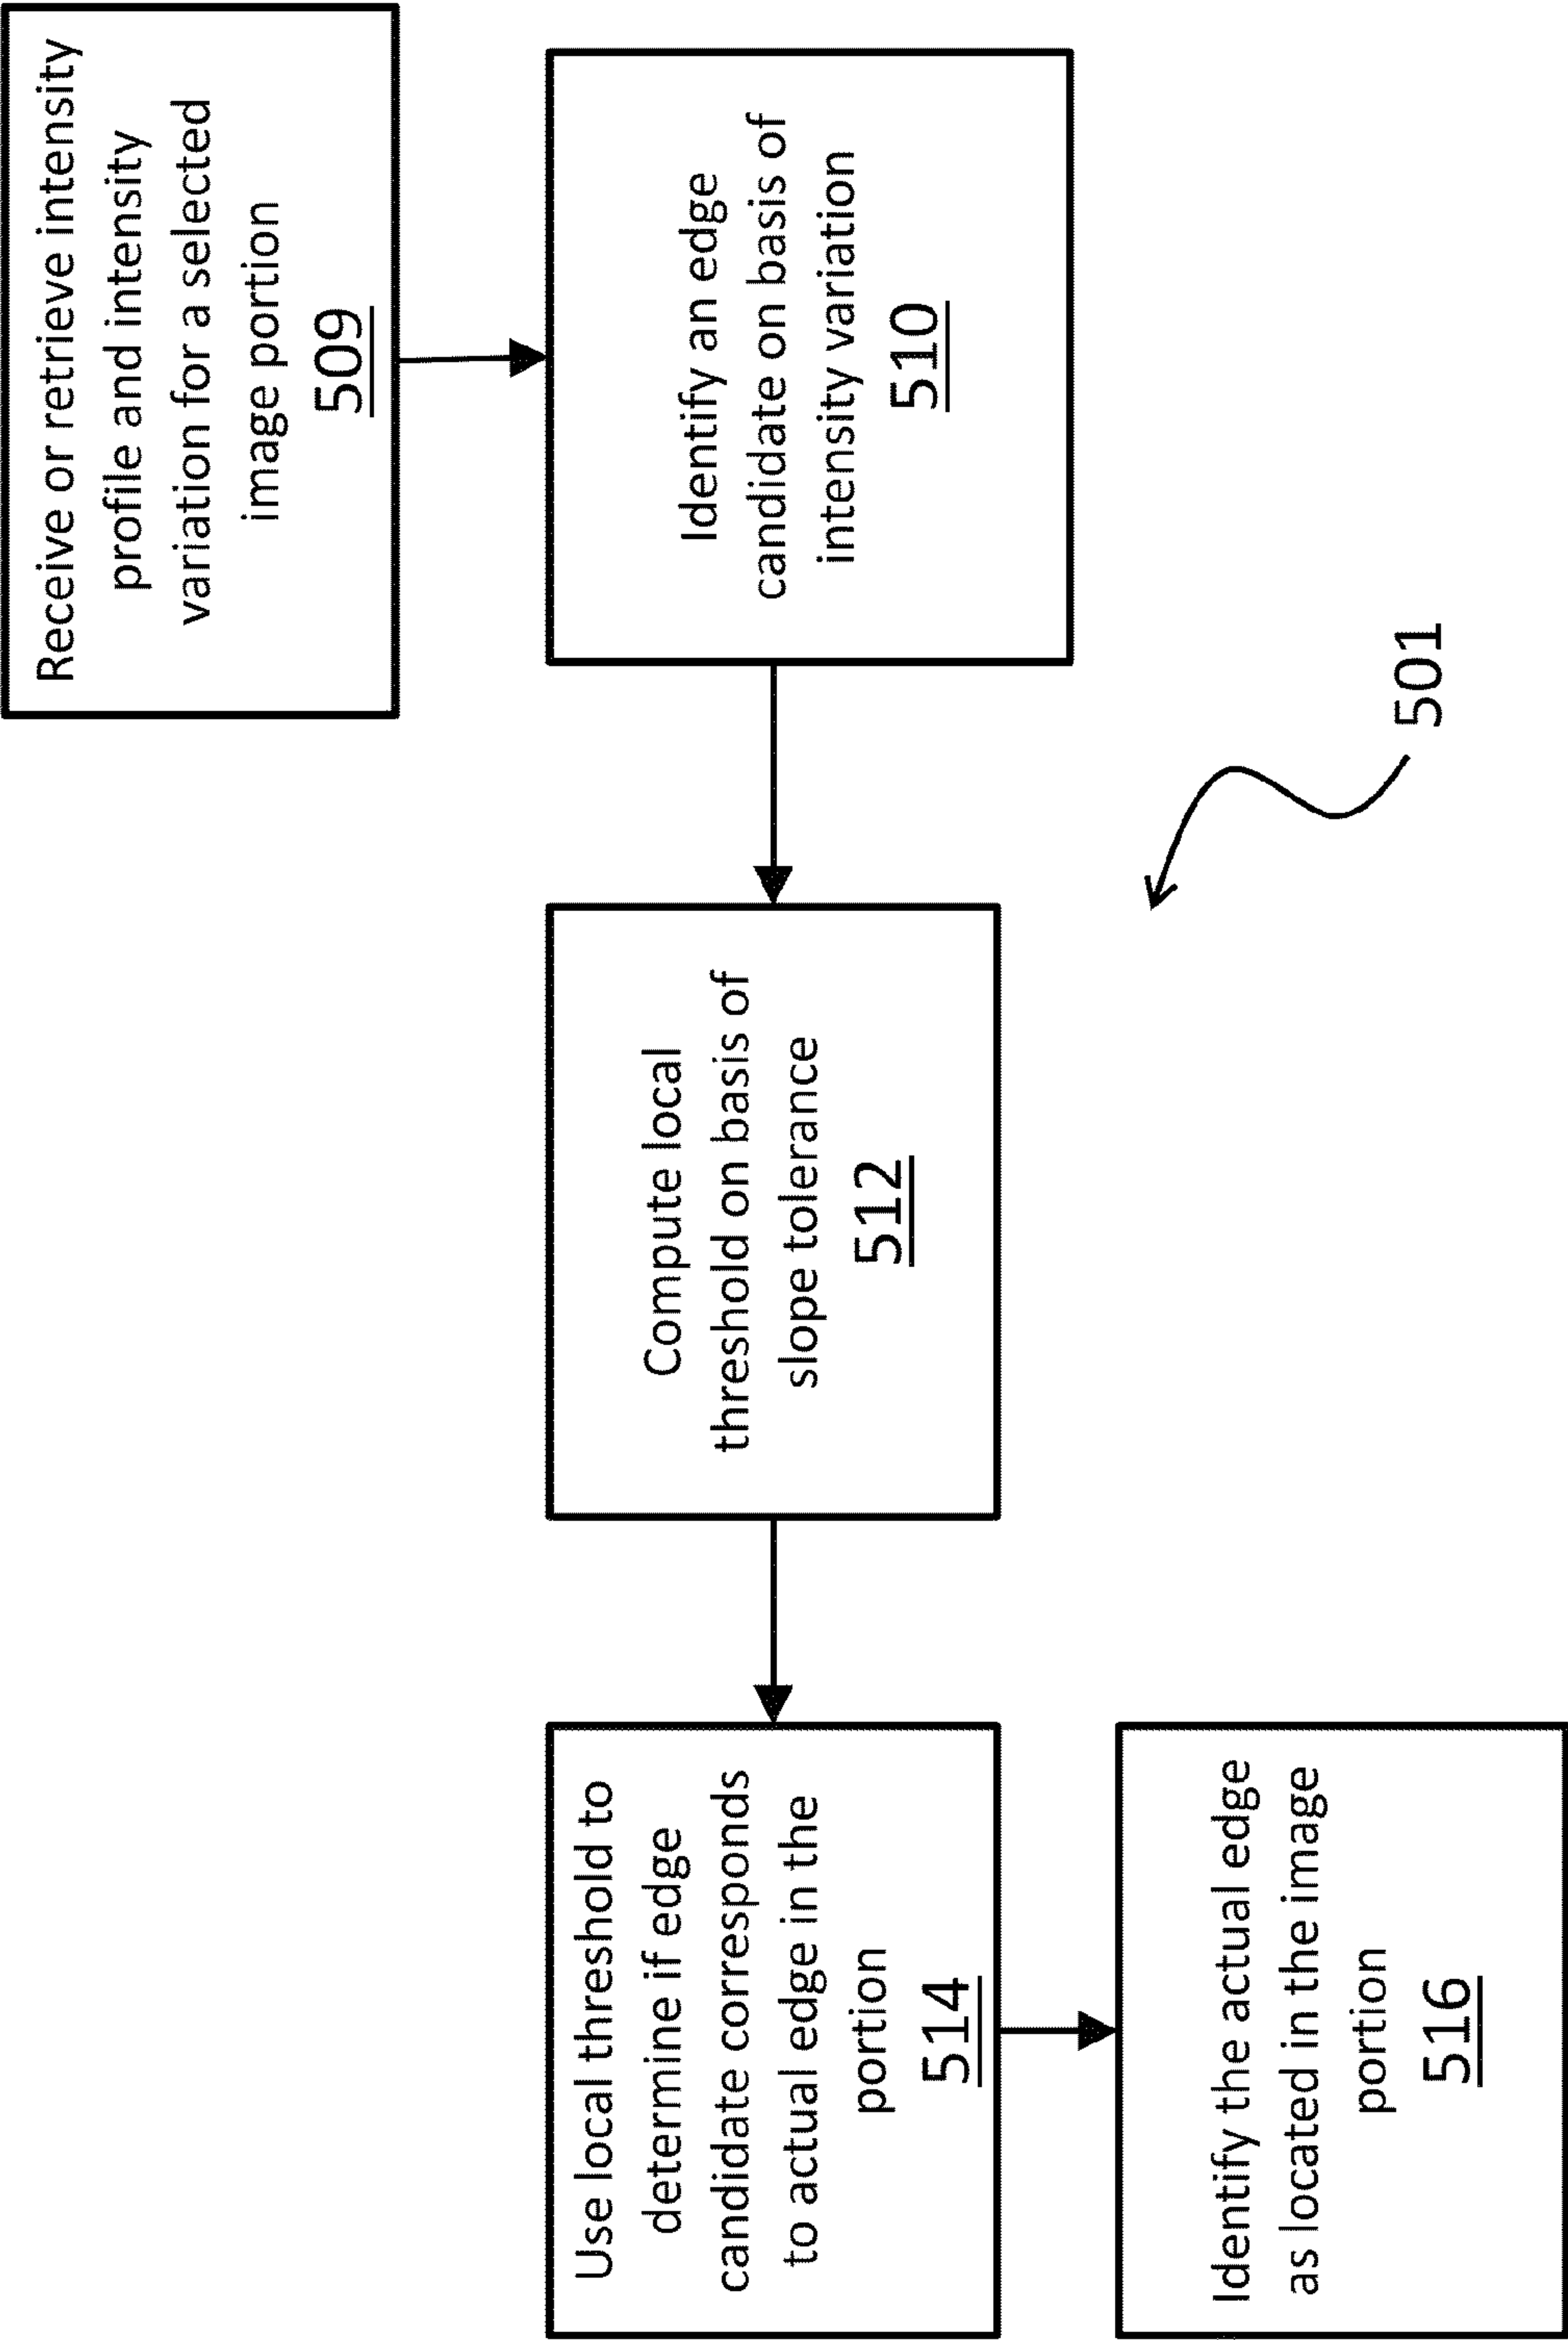 Receive or retrieve intensity
profile and intensity
variation for a selected
image portion
509
Identify an edge
candidate on basis of
intensity variation
510
Compute local
threshold on basis of
slope tolerance
512
Use local threshold to
determine if edge
candidate corresponds
to actual edge in the
portion
514
Identify the actual edge
as located in the image
portion
516
501